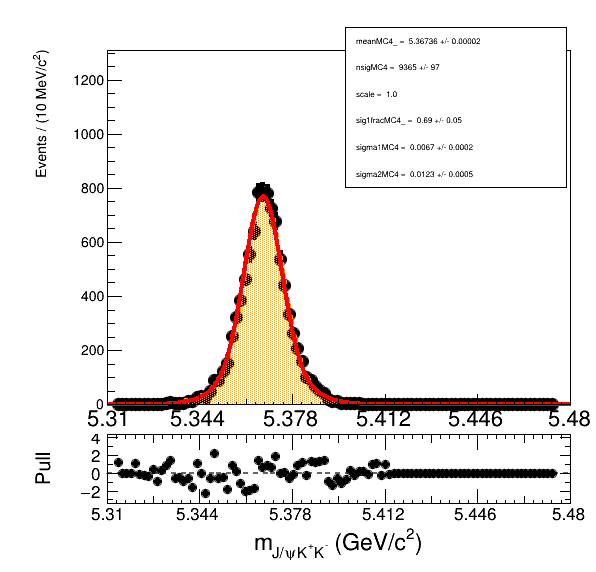 meanMC4_ = 5.36736 +/- 0.00002
nsigMC4 = 9365 +/- 97
scale = 1.0
sig1fracMC4_ = 0.69 +/- 0.05
sigma1MC4 = 0.0067 +/- 0.0002
sigma2MC4 = 0.0123 +/- 0.0005
Events / (10 MeV/c²)
1200
1000
800
600
400
200
0
5.31 5.344 5.378 5.412 5.446 5.48
Pull
4
2
0
−2
5.31 5.344 5.378 5.412 5.446 5.48
m_{J/ψK⁺K⁻} (GeV/c²)